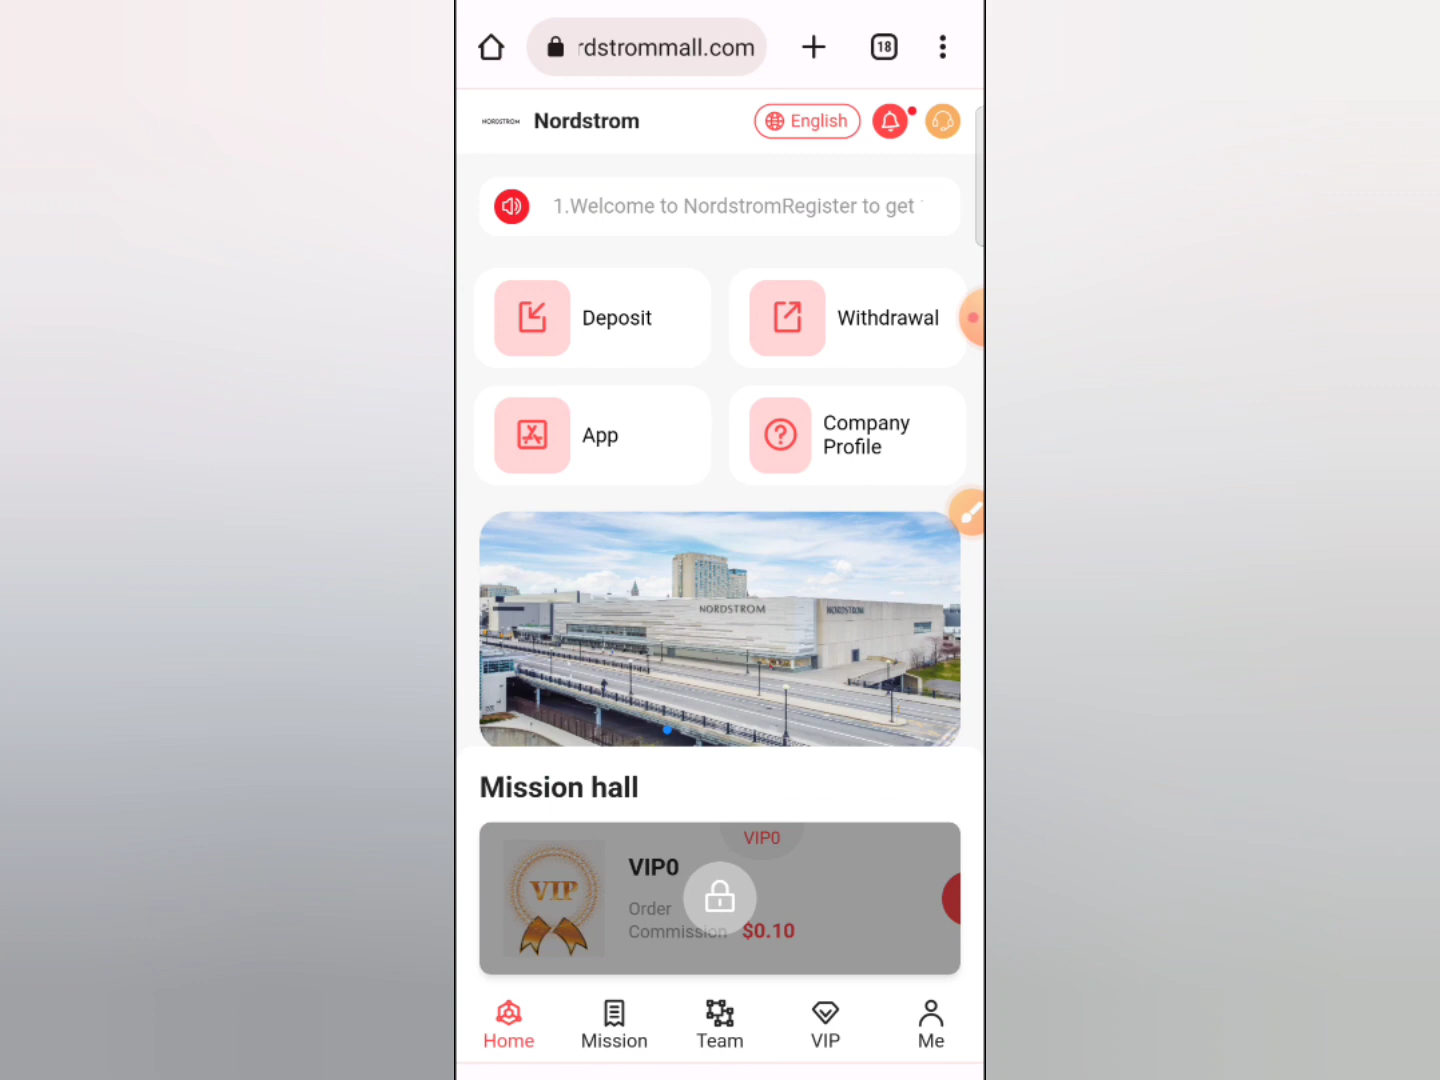 rdstrommall.com
18
NORDSTROM
Nordstrom
English
1.Welcome to NordstromRegister to get
Deposit
Withdrawal
App
Company
Profile
NORDSTROM
NORDSTROM
Mission hall
VIP0
VIP
VIP0
Order
Commission $0.10
Home
Mission
Team
VIP
Me